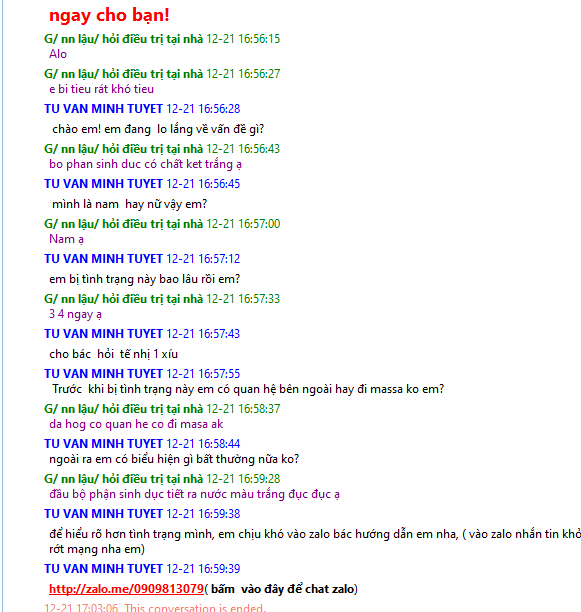 ngay cho bạn!
G/ nn lậu/ hỏi điều trị tại nhà 12-21 16:56:15
Alo
G/ nn lậu/ hỏi điều trị tại nhà 12-21 16:56:27
e bi tieu rát khó tieu
TU VAN MINH TUYET 12-21 16:56:28
chào em! em đang lo lắng về vấn đề gì?
G/ nn lậu/ hỏi điều trị tại nhà 12-21 16:56:43
bo phan sinh duc có chất ket trắng ạ
TU VAN MINH TUYET 12-21 16:56:45
mình là nam hay nữ vậy em?
G/ nn lậu/ hỏi điều trị tại nhà 12-21 16:57:00
Nam ạ
TU VAN MINH TUYET 12-21 16:57:12
em bị tình trạng này bao lâu rồi em?
G/ nn lậu/ hỏi điều trị tại nhà 12-21 16:57:33
3 4 ngay ạ
TU VAN MINH TUYET 12-21 16:57:43
cho bác hỏi tế nhị 1 xíu
TU VAN MINH TUYET 12-21 16:57:55
Trước khi bị tình trạng này em có quan hệ bên ngoài hay đi massa ko em?
G/ nn lậu/ hỏi điều trị tại nhà 12-21 16:58:37
da hog co quan he co đi masa ak
TU VAN MINH TUYET 12-21 16:58:44
ngoài ra em có biểu hiện gì bất thường nữa ko?
G/ nn lậu/ hỏi điều trị tại nhà 12-21 16:59:28
đầu bộ phận sinh dục tiết ra nước màu trắng đục đục ạ
TU VAN MINH TUYET 12-21 16:59:38
để hiểu rõ hơn tình trạng mình, em chịu khó vào zalo bác hướng dẫn em nha, ( vào zalo nhắn tin khỏ
rớt mạng nha em)
TU VAN MINH TUYET 12-21 16:59:39
http://zalo.me/0909813079( bấm vào đây để chat zalo)
12-21 17:03:06 This conversation is ended.